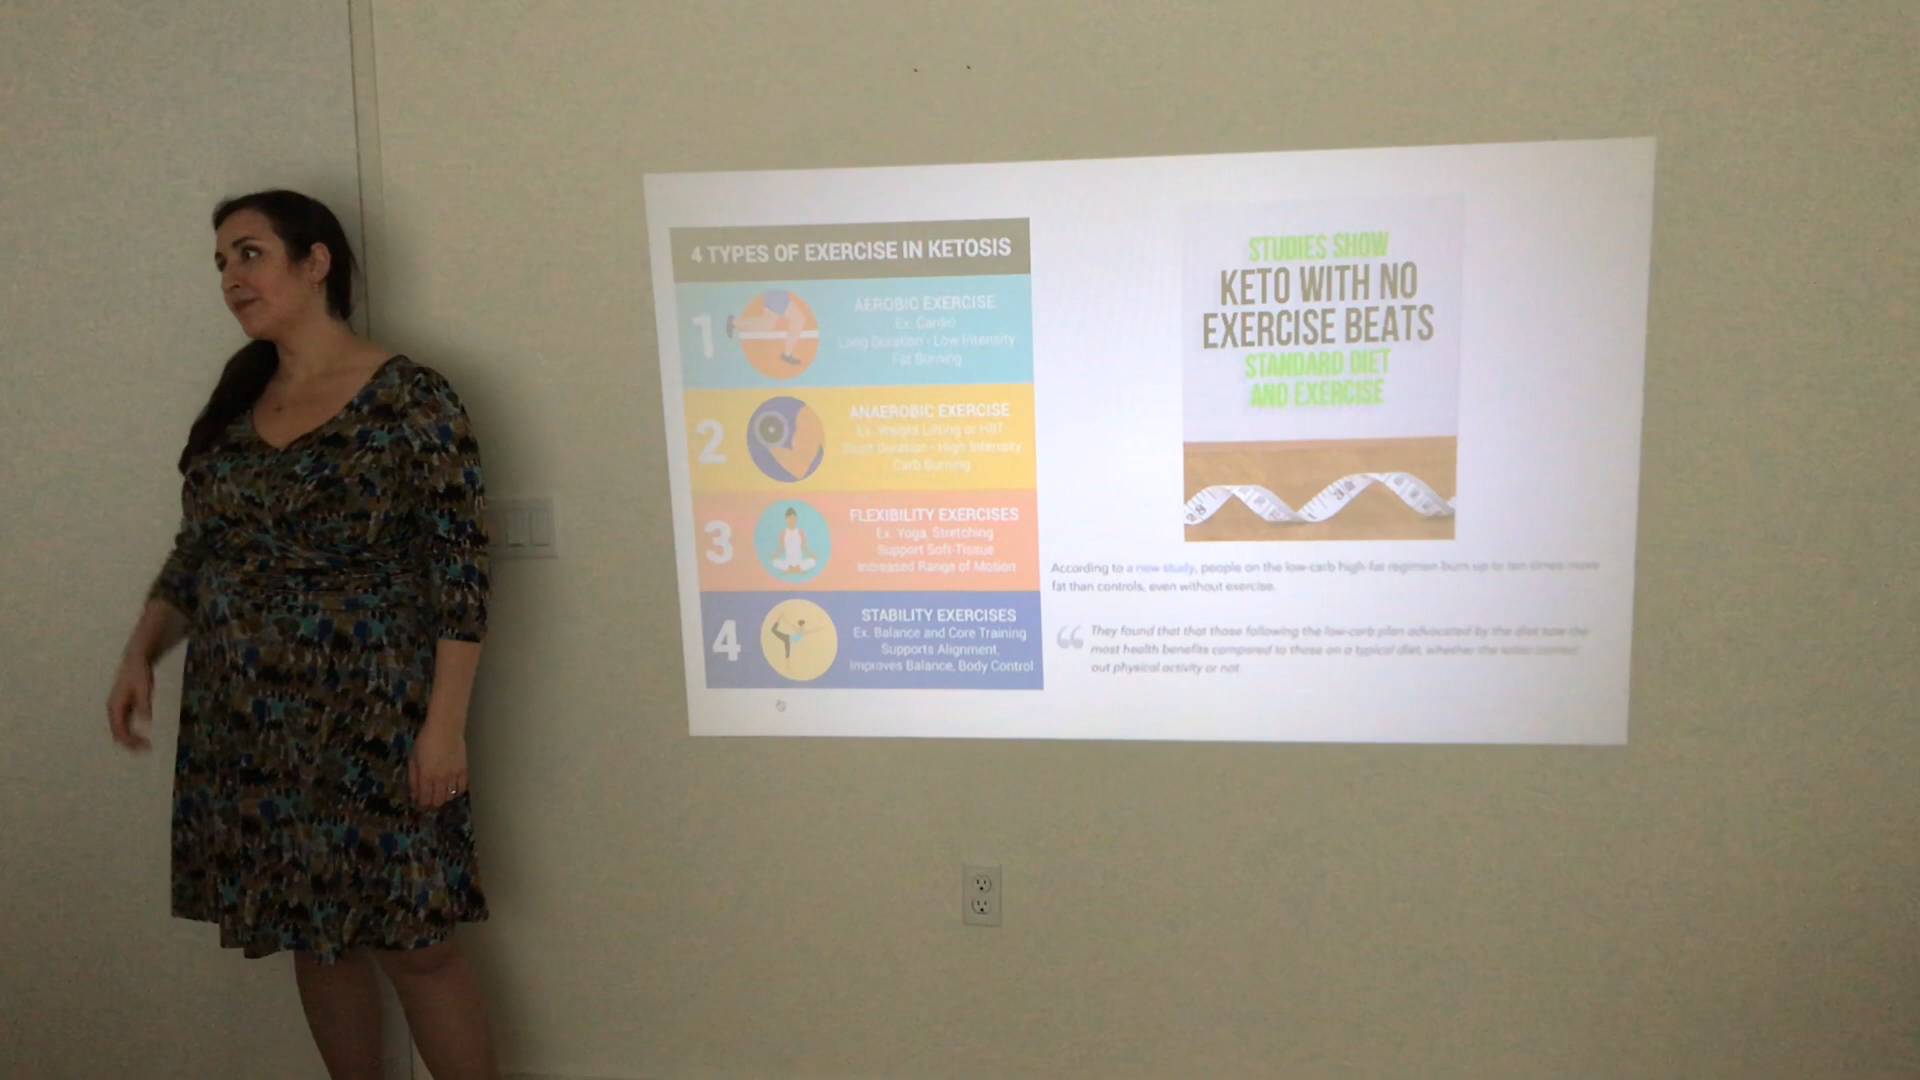 4 TYPES OF EXERCISE IN KETOSIS
1
AEROBIC EXERCISE
Ex. Cardio
Long Duration - Low Intensity
Fat Burning
2
ANAEROBIC EXERCISE
Ex. Weight Lifting or HIIT
Short Duration - High Intensity
Carb Burning
3
FLEXIBILITY EXERCISES
Ex. Yoga, Stretching
Support Soft-Tissue
Increased Range of Motion
4
STABILITY EXERCISES
Ex. Balance and Core Training
Supports Alignment,
Improves Balance, Body Control
STUDIES SHOW
KETO WITH NO
EXERCISE BEATS
STANDARD DIET
AND EXERCISE
28
32
According to a new study, people on the low-carb high-fat regimen burn up to ten times more
fat than controls, even without exercise.
They found that that those following the low-carb plan advocated by the diet saw the
most health benefits compared to those on a typical diet, whether the latter carried
out physical activity or not.